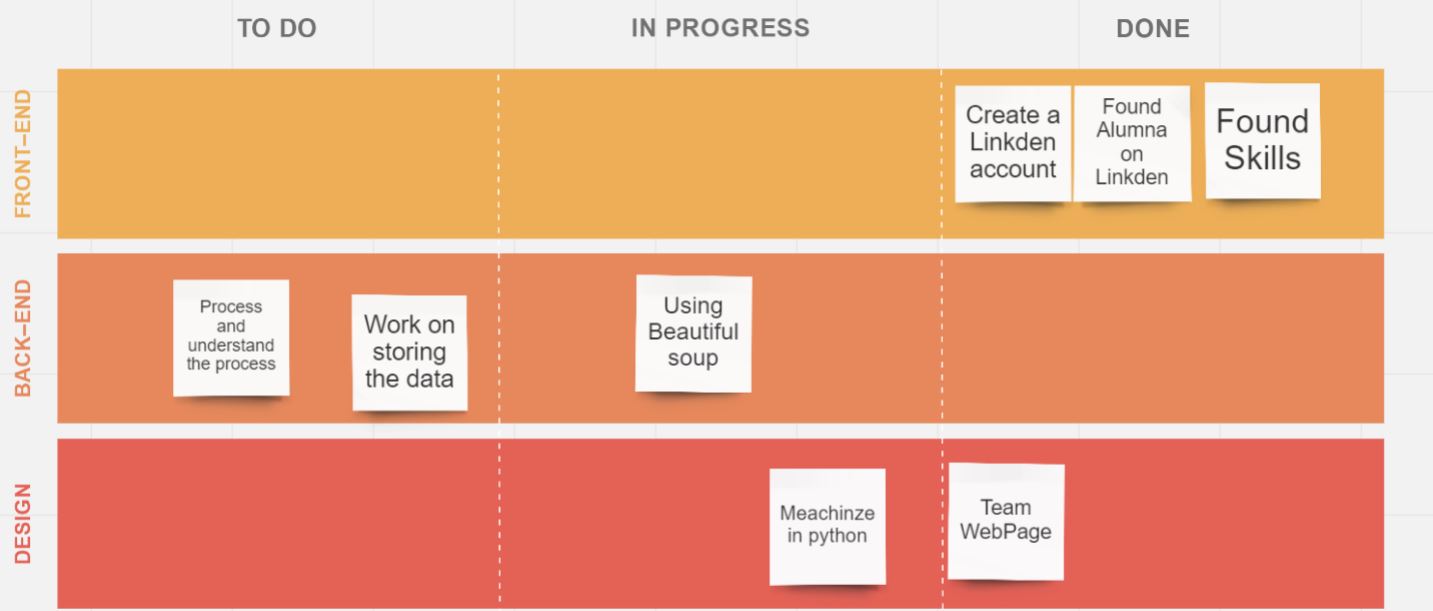 TO DO
IN PROGRESS
DONE
FRONT–END
Create a
Linkden
account
Found
Alumna
on
Linkden
Found
Skills
BACK–END
Process
and
understand
the process
Work on
storing
the data
Using
Beautiful
soup
DESIGN
Meachinze
in python
Team
WebPage